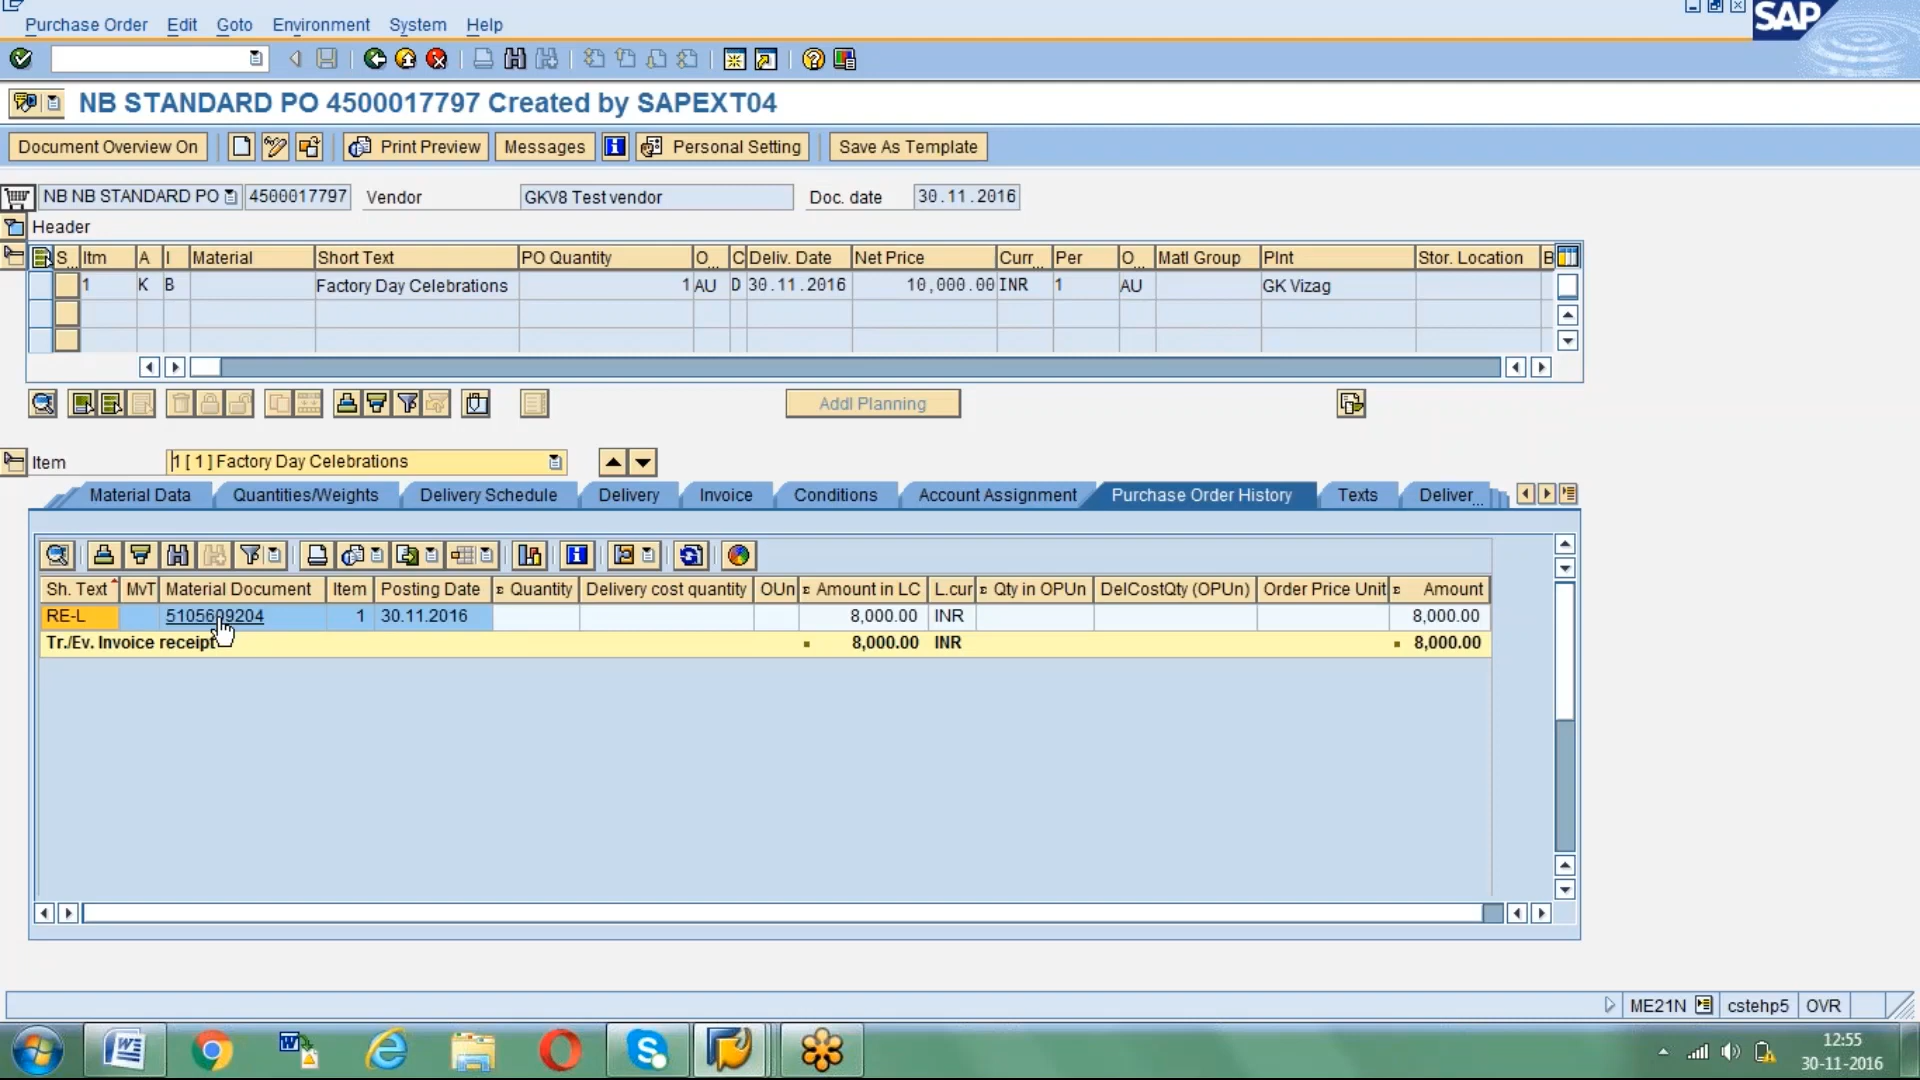 Purchase Order Edit Goto Environment System Help
SAP
NB STANDARD PO 4500017797 Created by SAPEXT04
Document Overview On Print Preview Messages Personal Setting Save As Template
NB NB STANDARD PO 4500017797 Vendor GKV8 Test vendor Doc. date 30.11.2016
Header
S... Itm A I Material Short Text PO Quantity O... C Deliv. Date Net Price Curr... Per O... Matl Group Plnt Stor. Location B
1 K B Factory Day Celebrations 1 AU D 30.11.2016 10,000.00 INR 1 AU GK Vizag
Addl Planning
Item 1 [ 1 ] Factory Day Celebrations
Material Data Quantities/Weights Delivery Schedule Delivery Invoice Conditions Account Assignment Purchase Order History Texts Deliver...
Sh. Text MvT Material Document Item Posting Date Σ Quantity Delivery cost quantity OUn Σ Amount in LC L.cur Σ Qty in OPUn DelCostQty (OPUn) Order Price Unit Σ Amount
RE-L 5105609204 1 30.11.2016 8,000.00 INR 8,000.00
Tr./Ev. Invoice receipt ▪ 8,000.00 INR ▪ 8,000.00
ME21N cstehp5 OVR
12:55
30-11-2016